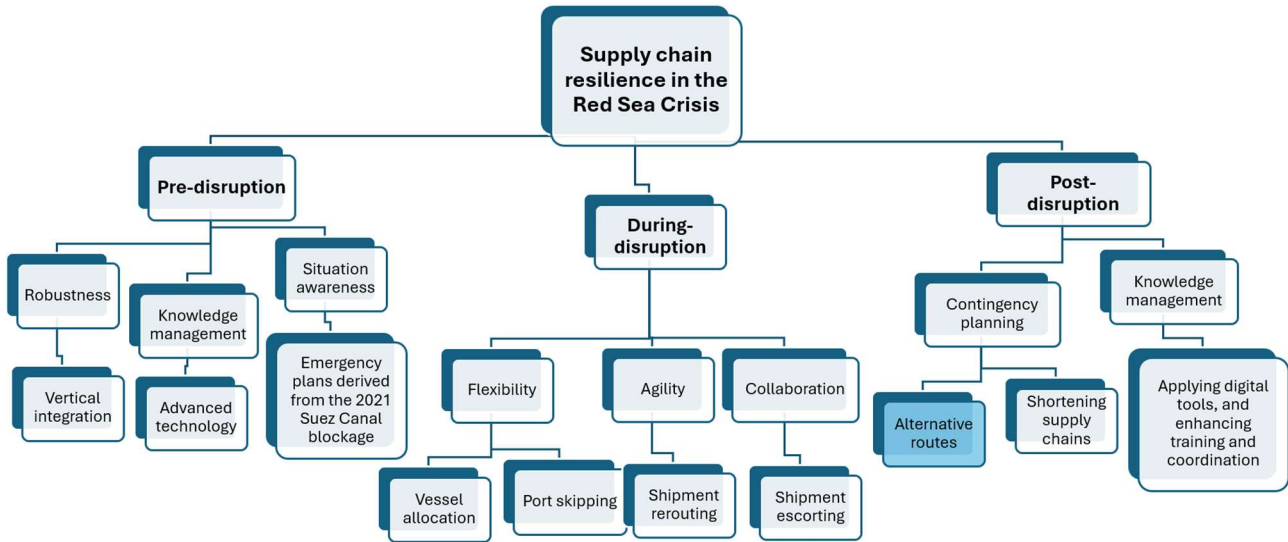 Supply chain
resilience in the
Red Sea Crisis
Pre-disruption
During-
disruption
Post-
disruption
Robustness
Knowledge
management
Situation
awareness
Vertical
integration
Advanced
technology
Emergency
plans derived
from the 2021
Suez Canal
blockage
Flexibility
Agility
Collaboration
Vessel
allocation
Port skipping
Shipment
rerouting
Shipment
escorting
Contingency
planning
Knowledge
management
Alternative
routes
Shortening
supply
chains
Applying digital
tools, and
enhancing
training and
coordination